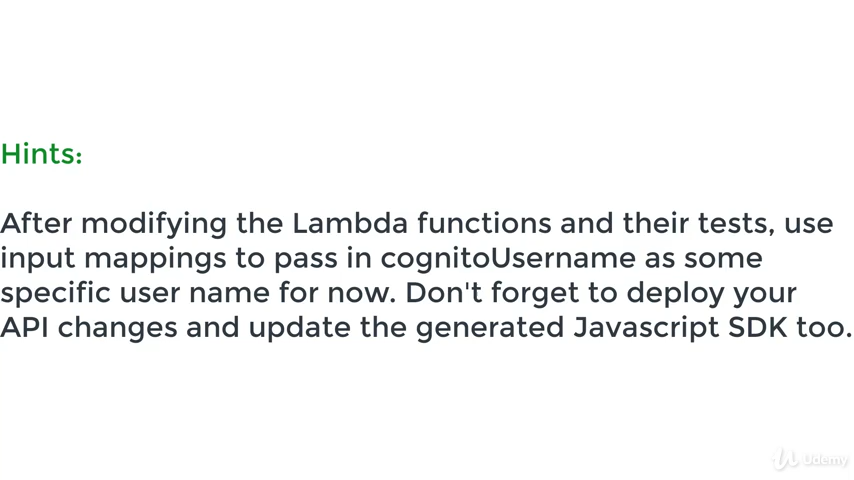 Hints:
After modifying the Lambda functions and their tests, use
input mappings to pass in cognitoUsername as some
specific user name for now. Don't forget to deploy your
API changes and update the generated Javascript SDK too.
Udemy